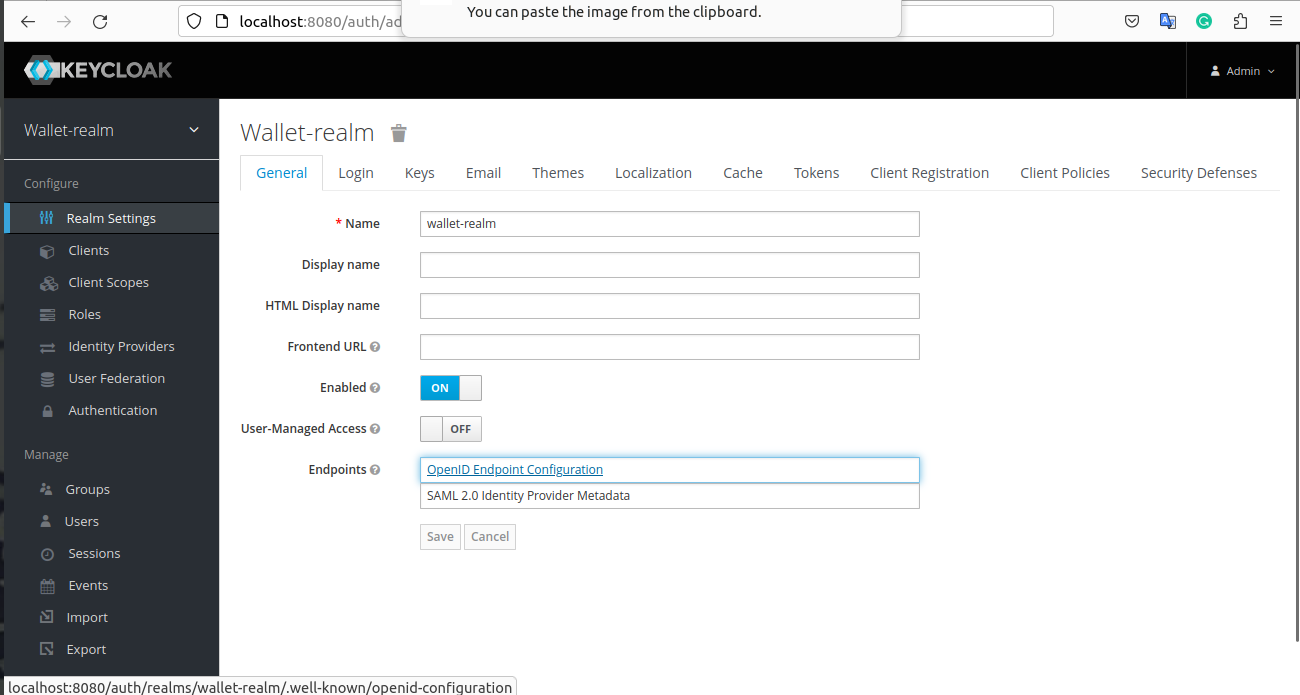 You can paste the image from the clipboard.
localhost:8080/auth/ad
KEYCLOAK
Admin
Wallet-realm
Wallet-realm
General Login Keys Email Themes Localization Cache Tokens Client Registration Client Policies Security Defenses
Configure
Realm Settings
Clients
Client Scopes
Roles
Identity Providers
User Federation
Authentication
Manage
Groups
Users
Sessions
Events
Import
Export
* Name wallet-realm
Display name
HTML Display name
Frontend URL
Enabled ON
User-Managed Access OFF
Endpoints OpenID Endpoint Configuration
SAML 2.0 Identity Provider Metadata
Save Cancel
localhost:8080/auth/realms/wallet-realm/.well-known/openid-configuration